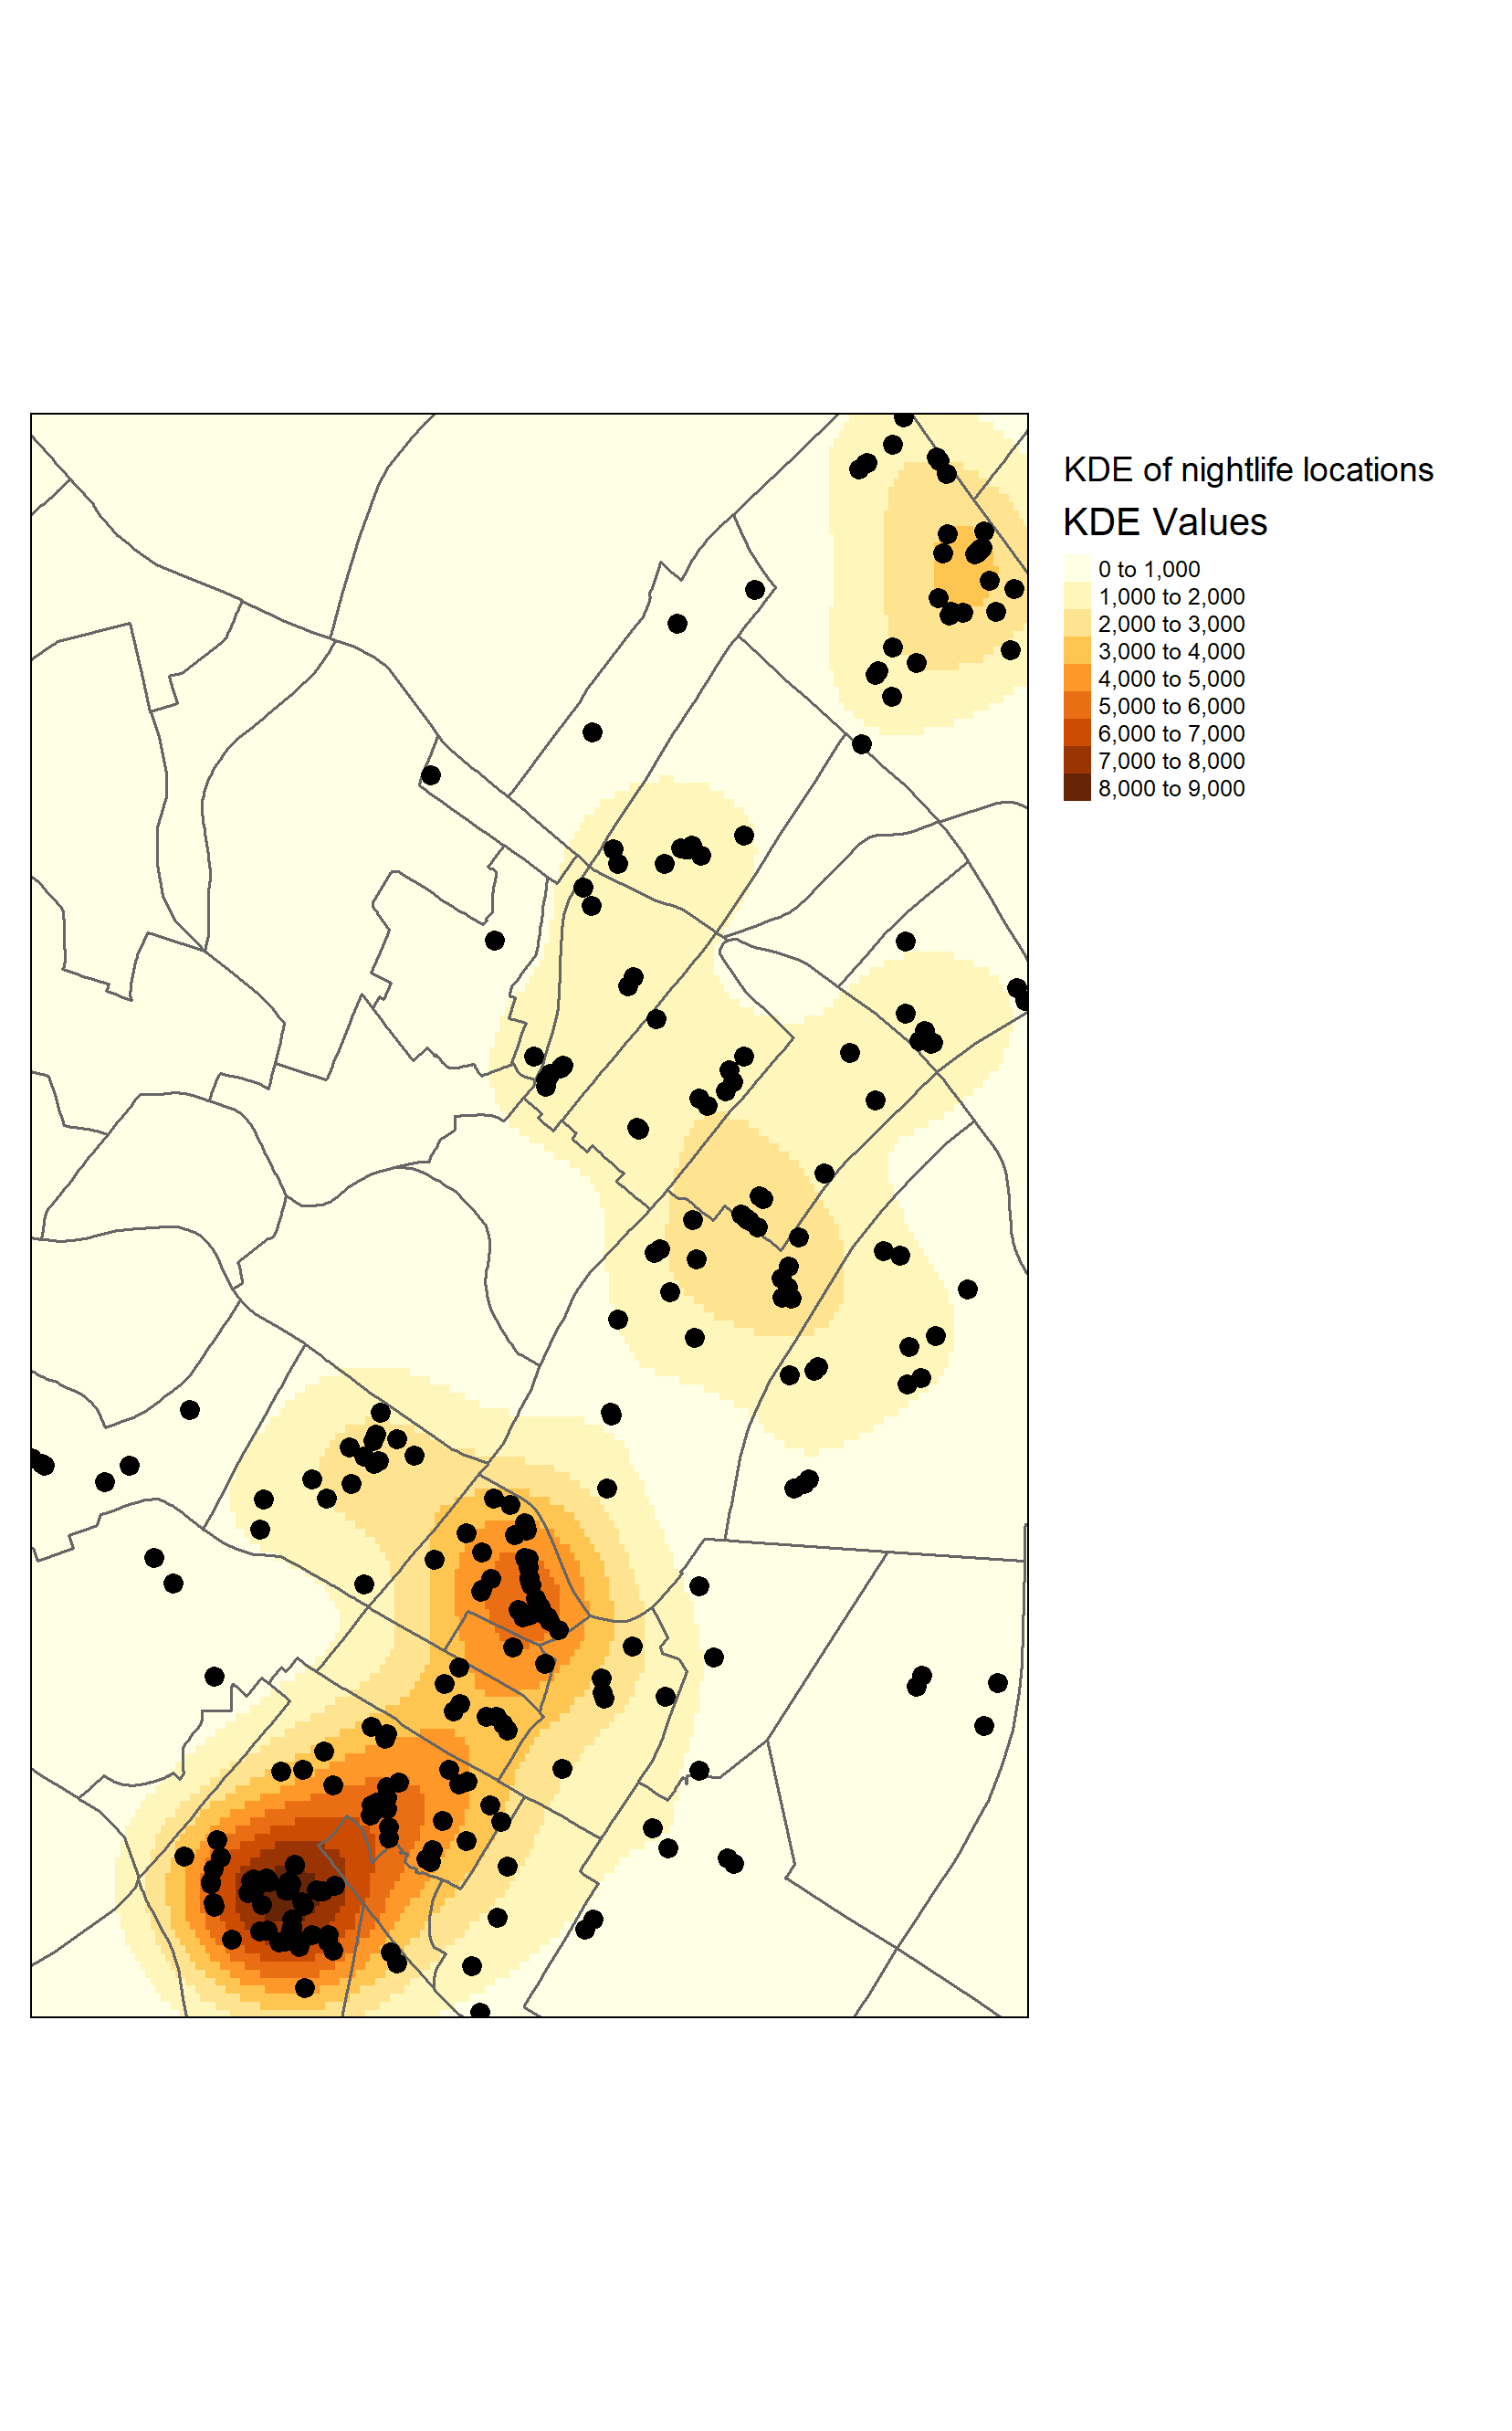 KDE of nightlife locations
KDE Values
0 to 1,000
1,000 to 2,000
2,000 to 3,000
3,000 to 4,000
4,000 to 5,000
5,000 to 6,000
6,000 to 7,000
7,000 to 8,000
8,000 to 9,000